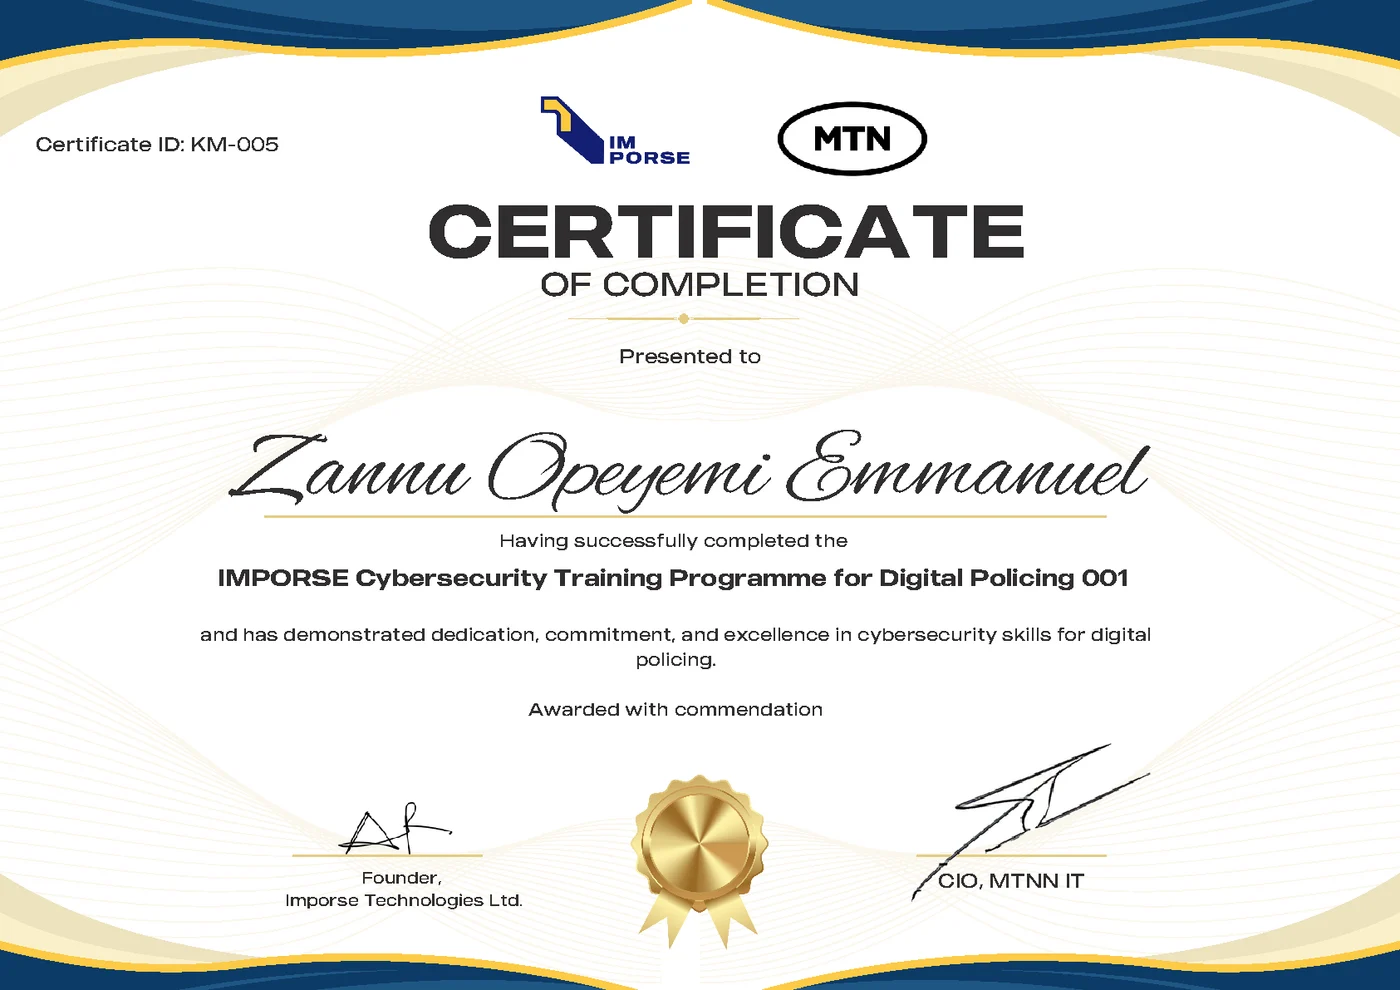 Certificate ID: KM-005
IM
PORSE
MTN
CERTIFICATE
OF COMPLETION
Presented to
Zannu Opeyemi Emmanuel
Having successfully completed the
IMPORSE Cybersecurity Training Programme for Digital Policing 001
and has demonstrated dedication, commitment, and excellence in cybersecurity skills for digital
policing.
Awarded with commendation
Founder,
Imporse Technologies Ltd.
CIO, MTNN IT